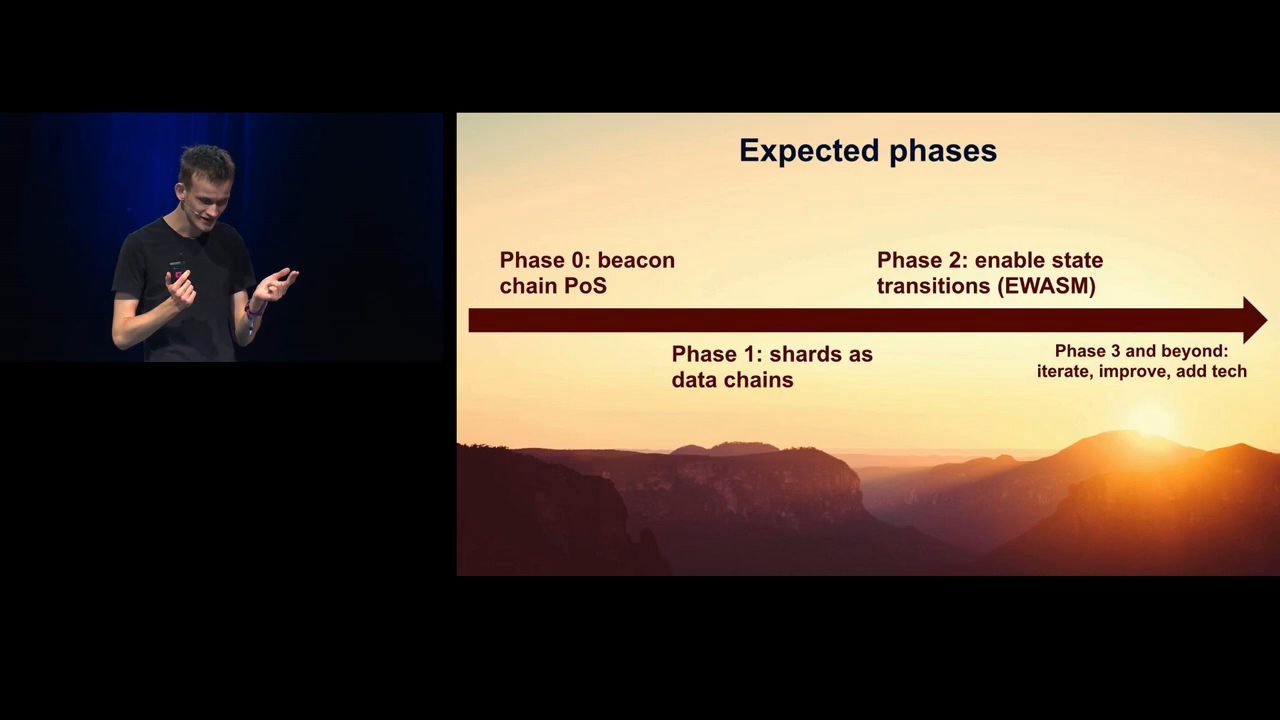 Expected phases
Phase 0: beacon
chain PoS
Phase 1: shards as
data chains
Phase 2: enable state
transitions (EWASM)
Phase 3 and beyond:
iterate, improve, add tech